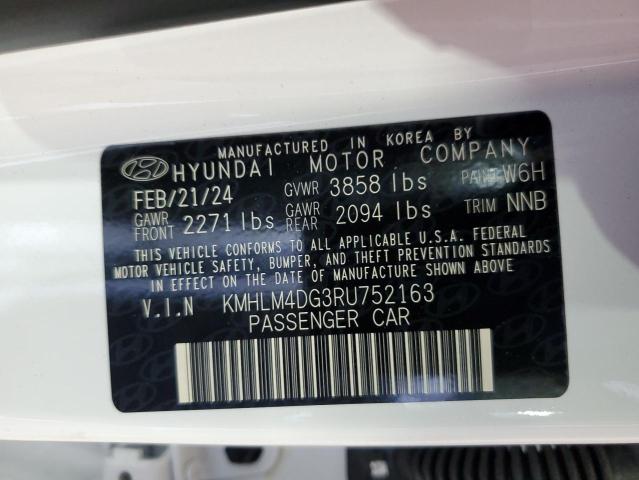 MANUFACTURED IN KOREA BY
HYUNDAI MOTOR COMPANY
FEB/21/24 GVWR 3858 lbs PAINT W6H
GAWR FRONT 2271 lbs GAWR REAR 2094 lbs TRIM NNB
THIS VEHICLE CONFORMS TO ALL APPLICABLE U.S.A. FEDERAL
MOTOR VEHICLE SAFETY, BUMPER, AND THEFT PREVENTION STANDARDS
IN EFFECT ON THE DATE OF MANUFACTURE SHOWN ABOVE.
V.I.N KMHLM4DG3RU752163
PASSENGER CAR